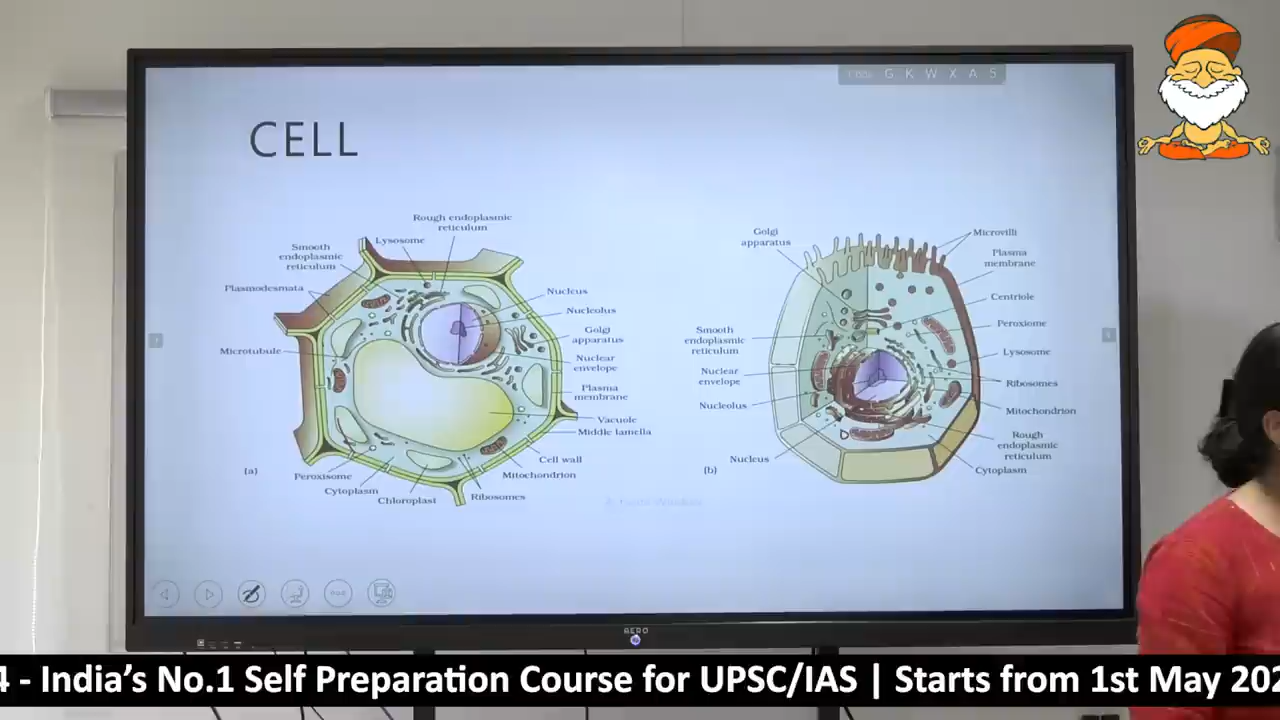 G K W X A 5
CELL
Rough endoplasmic
reticulum
Lysosome
Smooth
endoplasmic
reticulum
Plasmodesmata
Microtubule
Nucleus
Nucleolus
Golgi
apparatus
Nuclear
envelope
Plasma
membrane
Vacuole
Middle lamella
Cell wall
Mitochondrion
Ribosomes
Chloroplast
Cytoplasm
Peroxisome
(a)
Golgi
apparatus
Microvilli
Plasma
membrane
Centriole
Peroxiome
Lysosome
Ribosomes
Mitochondrion
Rough
endoplasmic
reticulum
Cytoplasm
Smooth
endoplasmic
reticulum
Nuclear
envelope
Nucleolus
Nucleus
(b)
AERO
4 - India's No.1 Self Preparation Course for UPSC/IAS | Starts from 1st May 202